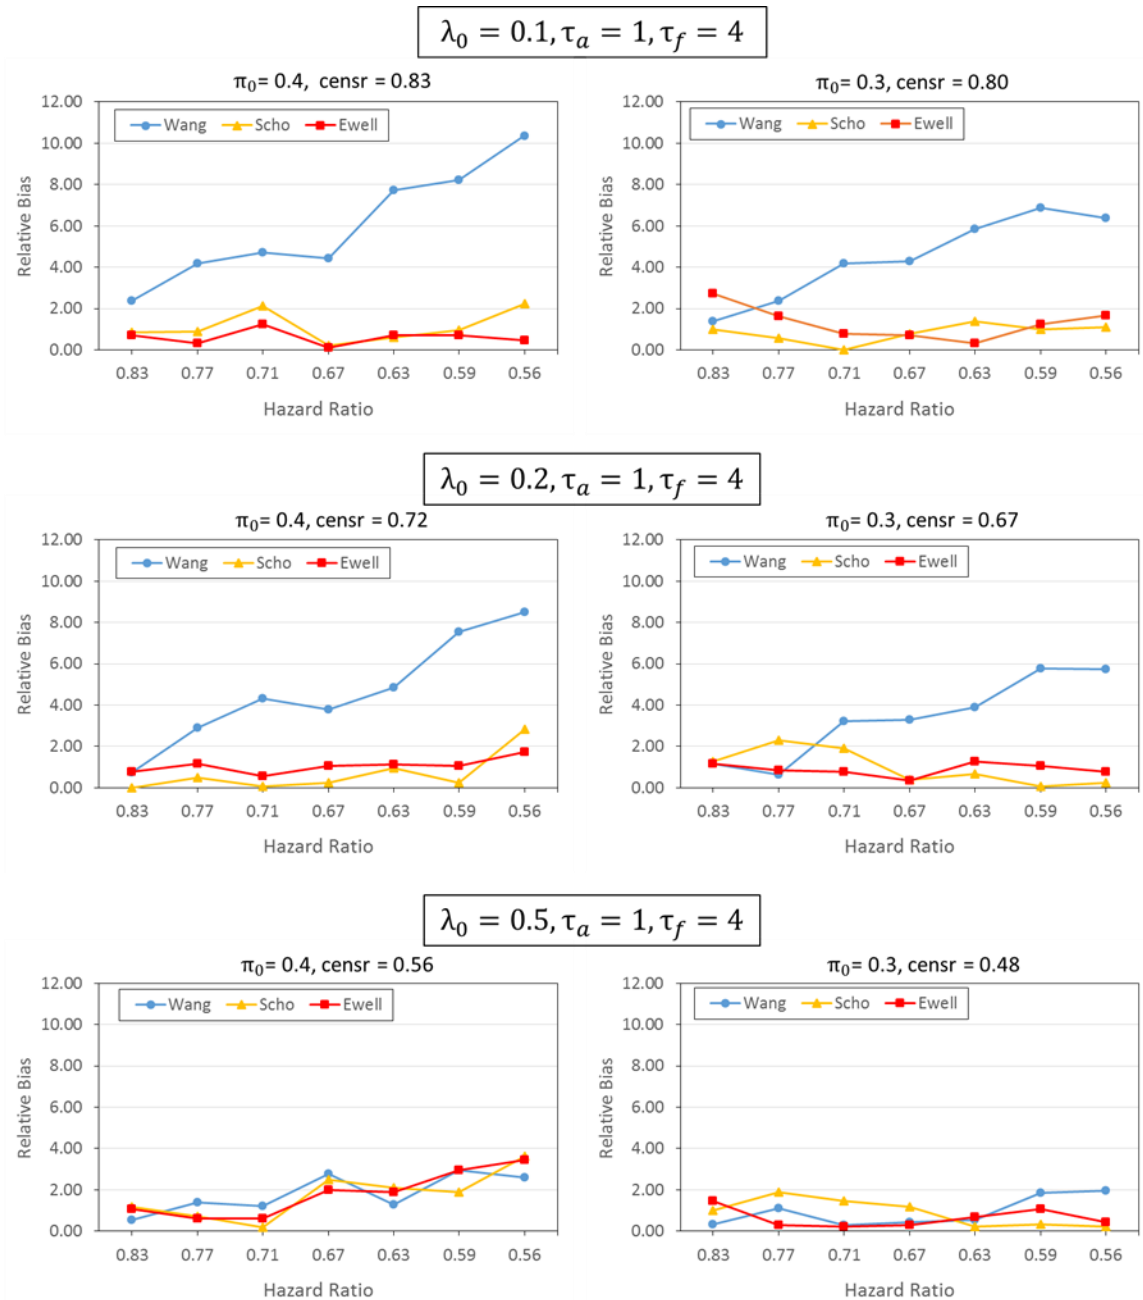 λ₀ = 0.1, τₐ = 1, τ_f = 4
π₀= 0.4, censr = 0.83
Wang Scho Ewell
12.00
10.00
8.00
6.00
4.00
2.00
0.00
Relative Bias
0.83 0.77 0.71 0.67 0.63 0.59 0.56
Hazard Ratio
π₀= 0.3, censr = 0.80
Wang Scho Ewell
12.00
10.00
8.00
6.00
4.00
2.00
0.00
Relative Bias
0.83 0.77 0.71 0.67 0.63 0.59 0.56
Hazard Ratio
λ₀ = 0.2, τₐ = 1, τ_f = 4
π₀= 0.4, censr = 0.72
Wang Scho Ewell
12.00
10.00
8.00
6.00
4.00
2.00
0.00
Relative Bias
0.83 0.77 0.71 0.67 0.63 0.59 0.56
Hazard Ratio
π₀= 0.3, censr = 0.67
Wang Scho Ewell
12.00
10.00
8.00
6.00
4.00
2.00
0.00
Relative Bias
0.83 0.77 0.71 0.67 0.63 0.59 0.56
Hazard Ratio
λ₀ = 0.5, τₐ = 1, τ_f = 4
π₀= 0.4, censr = 0.56
Wang Scho Ewell
12.00
10.00
8.00
6.00
4.00
2.00
0.00
Relative Bias
0.83 0.77 0.71 0.67 0.63 0.59 0.56
Hazard Ratio
π₀= 0.3, censr = 0.48
Wang Scho Ewell
12.00
10.00
8.00
6.00
4.00
2.00
0.00
Relative Bias
0.83 0.77 0.71 0.67 0.63 0.59 0.56
Hazard Ratio